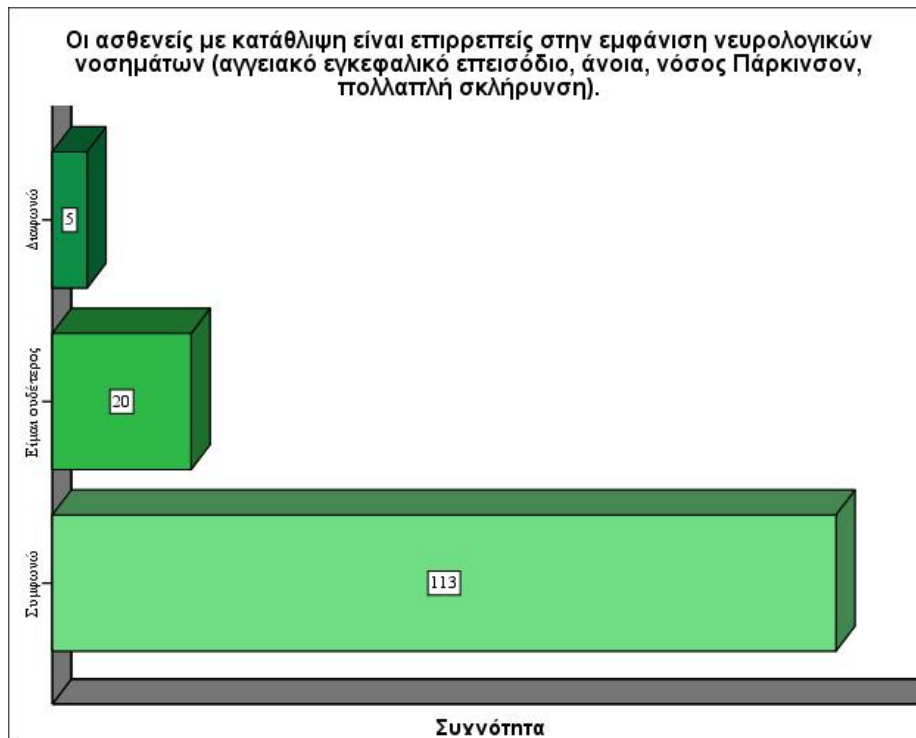 Οι ασθενείς με κατάθλιψη είναι επιρρεπείς στην εμφάνιση νευρολογικών
νοσημάτων (αγγειακό εγκεφαλικό επεισόδιο, άνοια, νόσος Πάρκινσον,
πολλαπλή σκλήρυνση).
Διαφωνώ
5
Είμαι ουδέτερος
20
Συμφωνώ
113
Συχνότητα